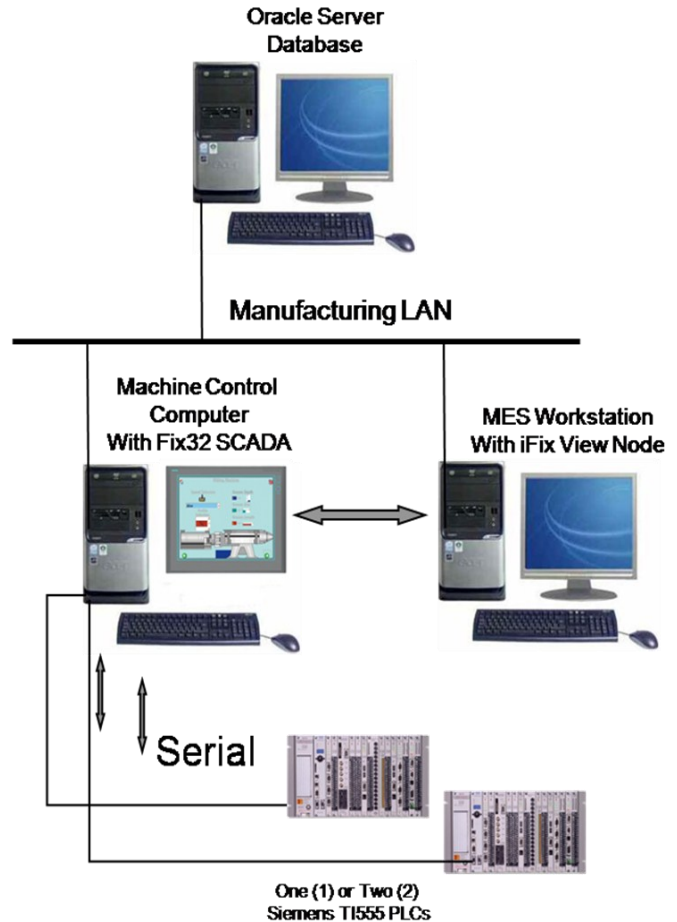 Oracle Server
Database
Manufacturing LAN
Machine Control
Computer
With Fix32 SCADA
MES Workstation
With iFix View Node
Serial
One (1) or Two (2)
Siemens TI555 PLCs